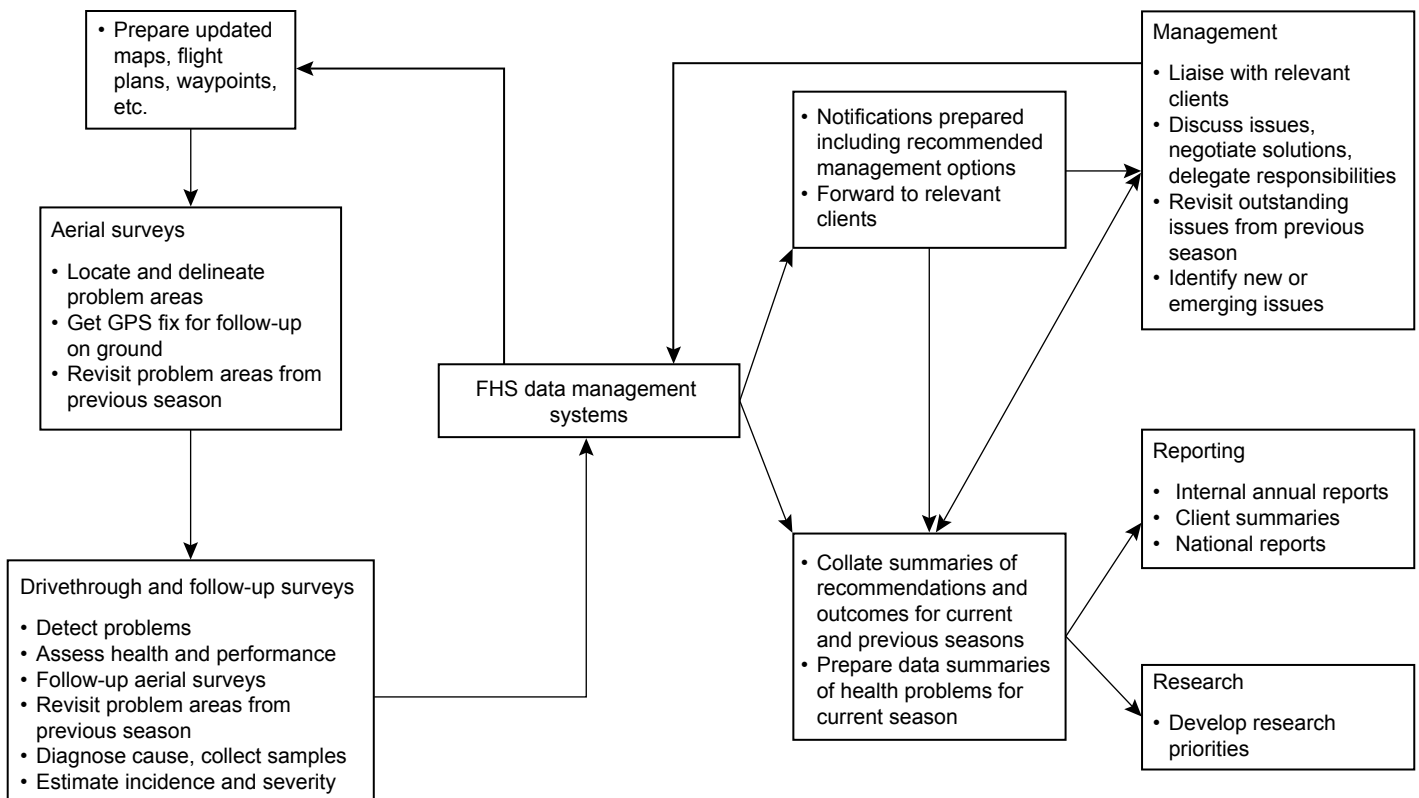 • Prepare updated
maps, flight
plans, waypoints,
etc.
Aerial surveys
• Locate and delineate
problem areas
• Get GPS fix for follow-up
on ground
• Revisit problem areas from
previous season
Drivethrough and follow-up surveys
• Detect problems
• Assess health and performance
• Follow-up aerial surveys
• Revisit problem areas from
previous season
• Diagnose cause, collect samples
• Estimate incidence and severity
FHS data management
systems
• Notifications prepared
including recommended
management options
• Forward to relevant
clients
• Collate summaries of
recommendations and
outcomes for current
and previous seasons
• Prepare data summaries
of health problems for
current season
Management
• Liaise with relevant
clients
• Discuss issues,
negotiate solutions,
delegate responsibilities
• Revisit outstanding
issues from previous
season
• Identify new or
emerging issues
Reporting
• Internal annual reports
• Client summaries
• National reports
Research
• Develop research
priorities